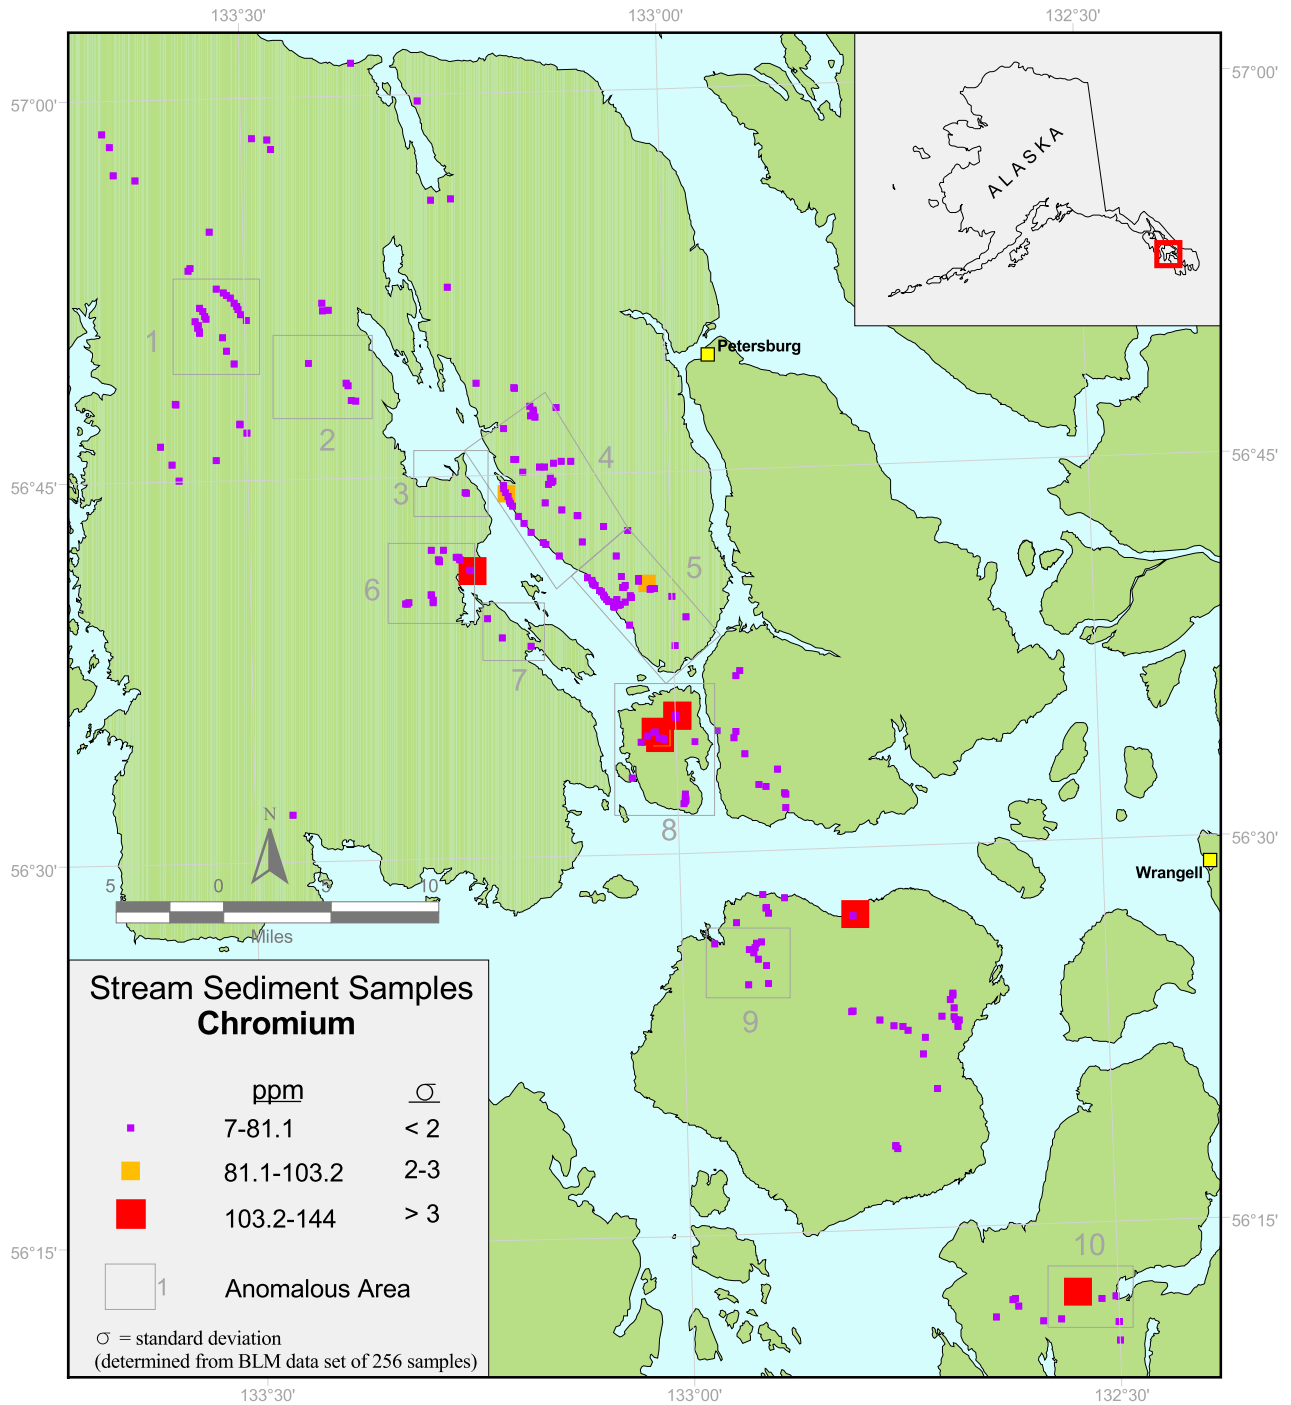 133°30'
133°00'
132°30'
57°00'
57°00'
ALASKA
1
Petersburg
2
4
56°45'
56°45'
3
5
6
7
N
8
56°30'
56°30'
Wrangell
5
0
5
10
Miles
Stream Sediment Samples
Chromium
9
ppm
σ
7-81.1
< 2
81.1-103.2
2-3
103.2-144
> 3
56°15'
56°15'
10
1
Anomalous Area
σ = standard deviation
(determined from BLM data set of 256 samples)
133°30'
133°00'
132°30'